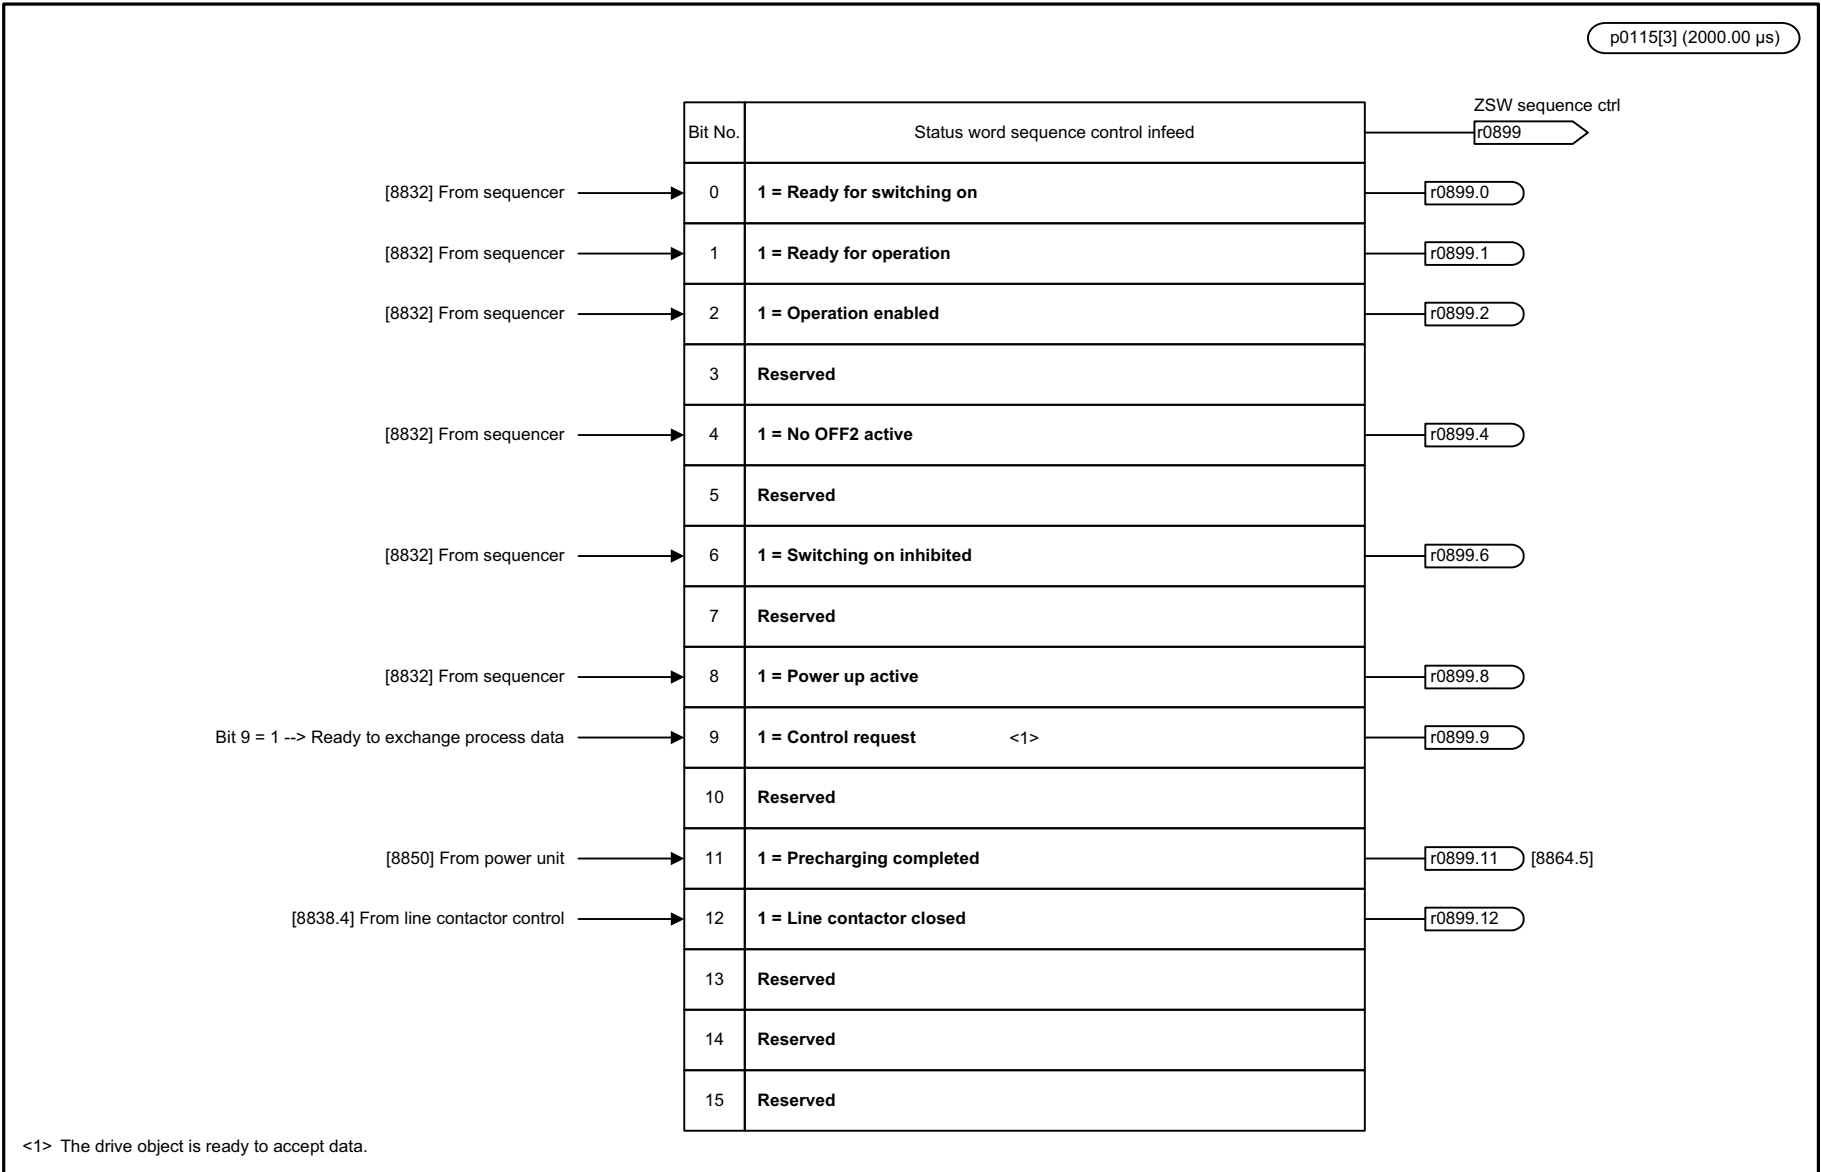 p0115[3] (2000.00 µs)
ZSW sequence ctrl
Bit No. Status word sequence control infeed r0899
[8832] From sequencer 0 1 = Ready for switching on r0899.0
[8832] From sequencer 1 1 = Ready for operation r0899.1
[8832] From sequencer 2 1 = Operation enabled r0899.2
3 Reserved
[8832] From sequencer 4 1 = No OFF2 active r0899.4
5 Reserved
[8832] From sequencer 6 1 = Switching on inhibited r0899.6
7 Reserved
[8832] From sequencer 8 1 = Power up active r0899.8
Bit 9 = 1 --> Ready to exchange process data 9 1 = Control request <1> r0899.9
10 Reserved
[8850] From power unit 11 1 = Precharging completed r0899.11 [8864.5]
[8838.4] From line contactor control 12 1 = Line contactor closed r0899.12
13 Reserved
14 Reserved
15 Reserved
<1> The drive object is ready to accept data.